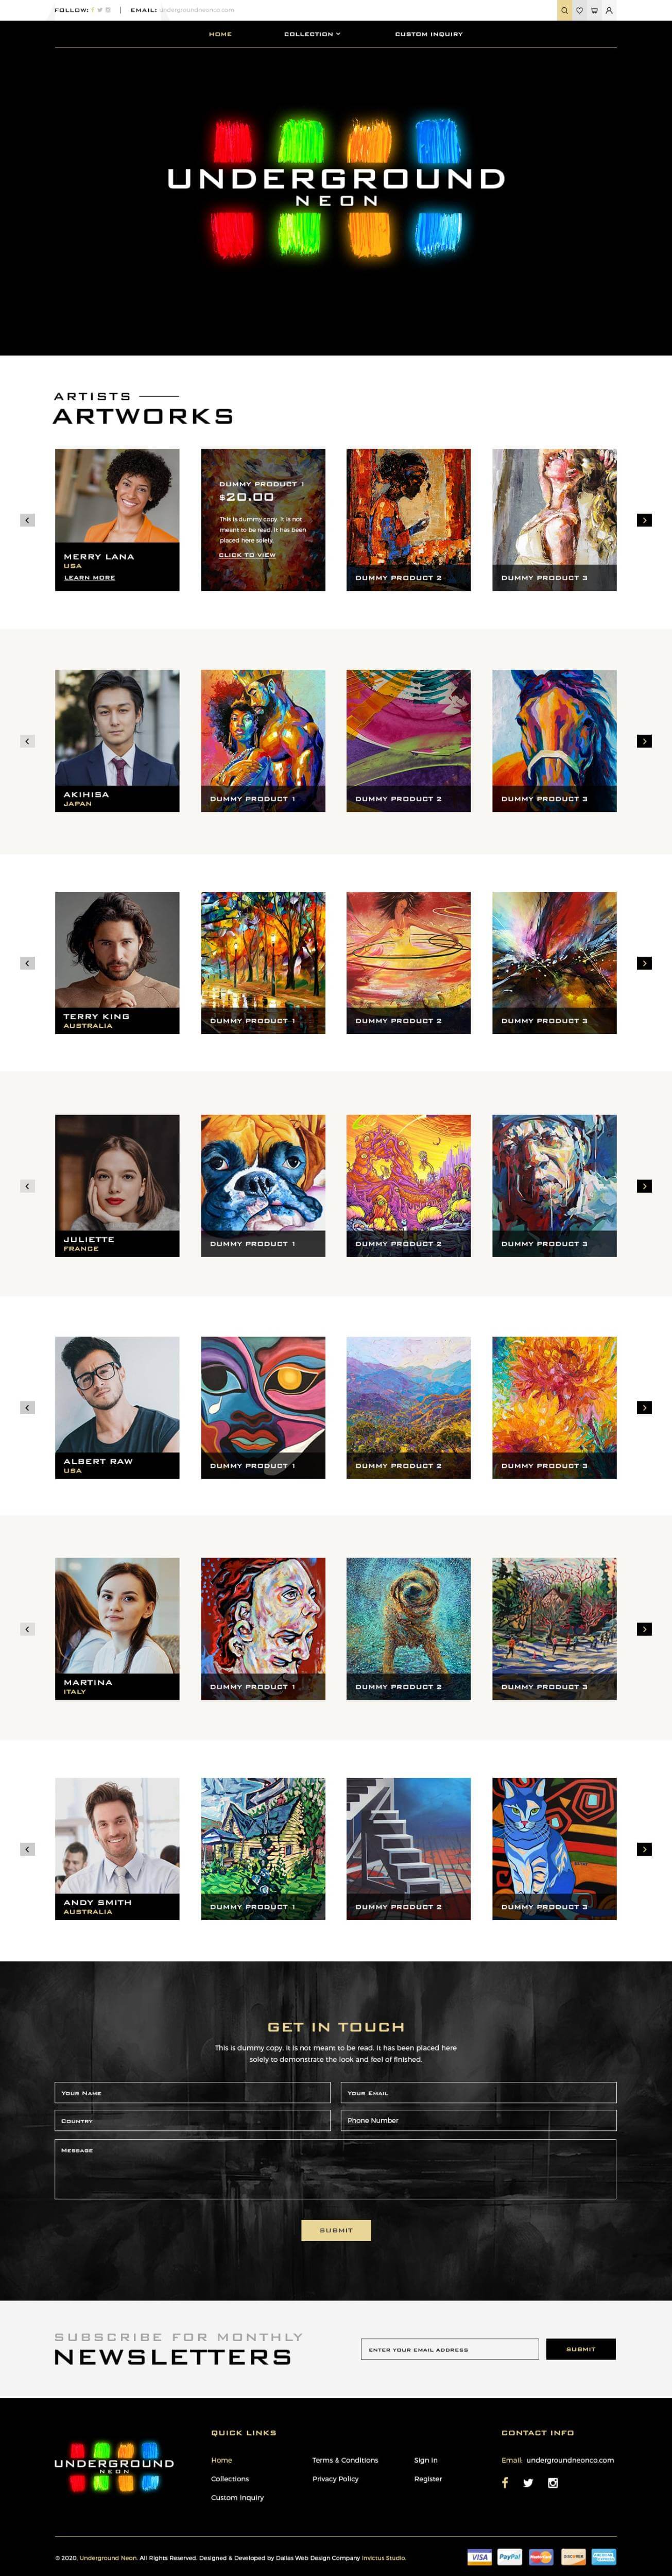 FOLLOW:
EMAIL: undergroundneonco.com
HOME
COLLECTION
CUSTOM INQUIRY
UNDERGROUND
NEON
ARTISTS
ARTWORKS
MERRY LANA
USA
LEARN MORE
DUMMY PRODUCT 1
$20.00
This is dummy copy. It is not
meant to be read. It has been
placed here solely.
CLICK TO VIEW
DUMMY PRODUCT 2
DUMMY PRODUCT 3
AKIHISA
JAPAN
DUMMY PRODUCT 1
DUMMY PRODUCT 2
DUMMY PRODUCT 3
TERRY KING
AUSTRALIA
DUMMY PRODUCT 1
DUMMY PRODUCT 2
DUMMY PRODUCT 3
JULIETTE
FRANCE
DUMMY PRODUCT 1
DUMMY PRODUCT 2
DUMMY PRODUCT 3
ALBERT RAW
USA
DUMMY PRODUCT 1
DUMMY PRODUCT 2
DUMMY PRODUCT 3
MARTINA
ITALY
DUMMY PRODUCT 1
DUMMY PRODUCT 2
DUMMY PRODUCT 3
ANDY SMITH
AUSTRALIA
DUMMY PRODUCT 1
DUMMY PRODUCT 2
DUMMY PRODUCT 3
GET IN TOUCH
This is dummy copy. It is not meant to be read. It has been placed here
solely to demonstrate the look and feel of finished.
YOUR NAME
YOUR EMAIL
COUNTRY
Phone Number
MESSAGE
SUBMIT
SUBSCRIBE FOR MONTHLY
NEWSLETTERS
ENTER YOUR EMAIL ADDRESS
SUBMIT
UNDERGROUND
NEON
QUICK LINKS
Home
Terms & Conditions
Sign In
Collections
Privacy Policy
Register
Custom Inquiry
CONTACT INFO
Email: undergroundneonco.com
© 2020, Underground Neon. All Rights Reserved. Designed & Developed by Dallas Web Design Company Invictus Studio.
VISA
PayPal
MasterCard
DISCOVER